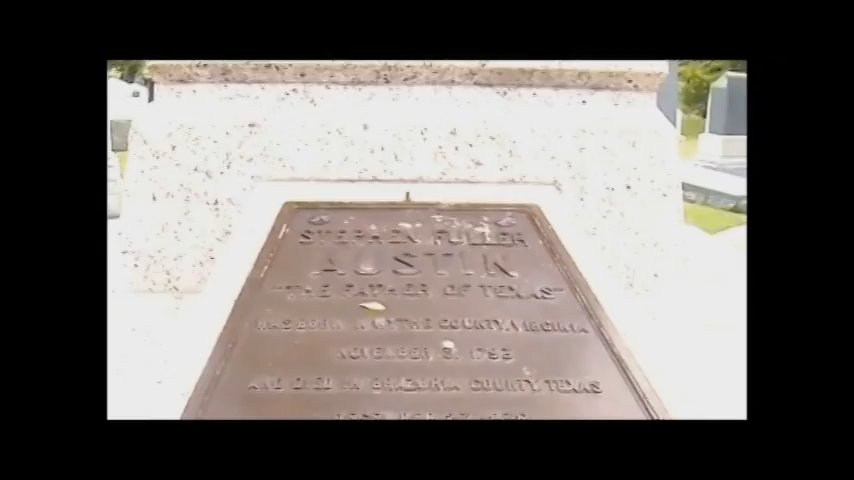 STEPHEN FULLER
AUSTIN
"THE FATHER OF TEXAS"
WAS BORN IN WYTHE COUNTY, VIRGINIA
NOVEMBER 3, 1793
AND DIED IN BRAZORIA COUNTY, TEXAS